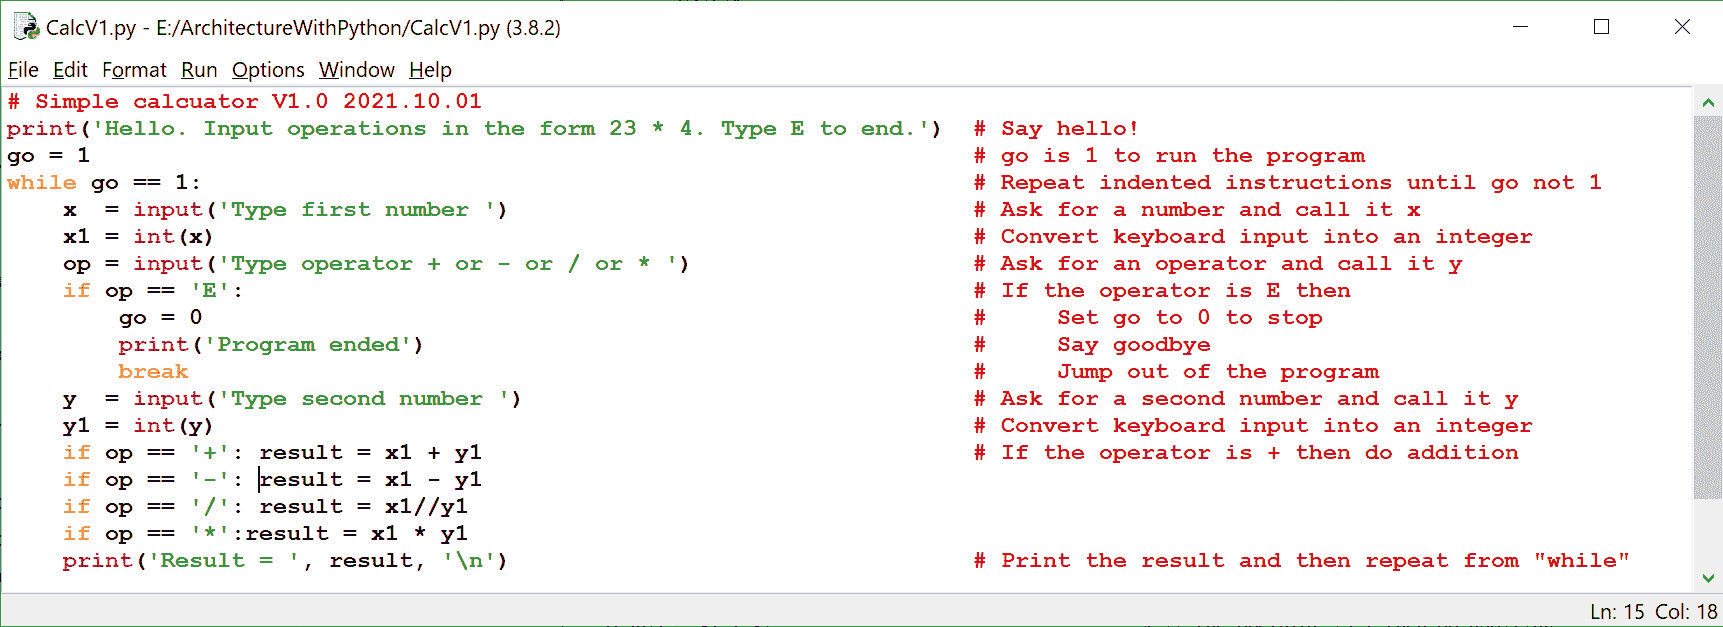 CalcV1.py - E:/ArchitectureWithPython/CalcV1.py (3.8.2)
File Edit Format Run Options Window Help
# Simple calcuator V1.0 2021.10.01
print('Hello. Input operations in the form 23 * 4. Type E to end.')  # Say hello!
go = 1                                                               # go is 1 to run the program
while go == 1:                                                       # Repeat indented instructions until go not 1
    x  = input('Type first number ')                                 # Ask for a number and call it x
    x1 = int(x)                                                      # Convert keyboard input into an integer
    op = input('Type operator + or - or / or * ')                    # Ask for an operator and call it y
    if op == 'E':                                                    # If the operator is E then
        go = 0                                                       #     Set go to 0 to stop
        print('Program ended')                                       #     Say goodbye
        break                                                        #     Jump out of the program
    y  = input('Type second number ')                                # Ask for a second number and call it y
    y1 = int(y)                                                      # Convert keyboard input into an integer
    if op == '+': result = x1 + y1                                   # If the operator is + then do addition
    if op == '-': result = x1 - y1
    if op == '/': result = x1//y1
    if op == '*':result = x1 * y1
    print('Result = ', result, '\n')                                 # Print the result and then repeat from "while"
Ln: 15 Col: 18